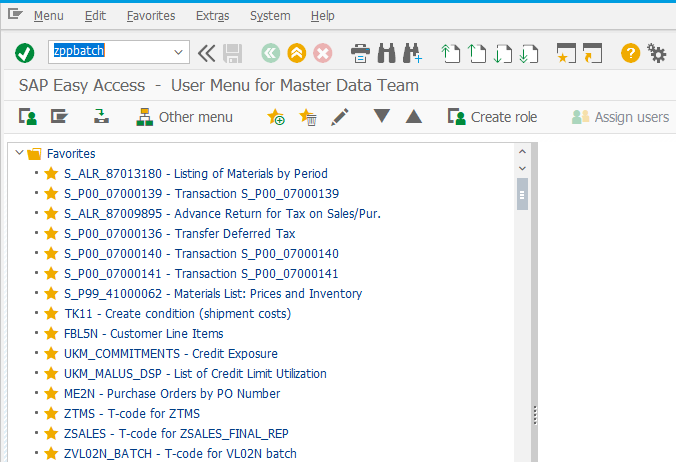 Menu Edit Favorites Extras System Help
zppbatch
SAP Easy Access - User Menu for Master Data Team
Other menu Create role Assign users
Favorites
S_ALR_87013180 - Listing of Materials by Period
S_P00_07000139 - Transaction S_P00_07000139
S_ALR_87009895 - Advance Return for Tax on Sales/Pur.
S_P00_07000136 - Transfer Deferred Tax
S_P00_07000140 - Transaction S_P00_07000140
S_P00_07000141 - Transaction S_P00_07000141
S_P99_41000062 - Materials List: Prices and Inventory
TK11 - Create condition (shipment costs)
FBL5N - Customer Line Items
UKM_COMMITMENTS - Credit Exposure
UKM_MALUS_DSP - List of Credit Limit Utilization
ME2N - Purchase Orders by PO Number
ZTMS - T-code for ZTMS
ZSALES - T-code for ZSALES_FINAL_REP
ZVL02N_BATCH - T-code for VL02N batch